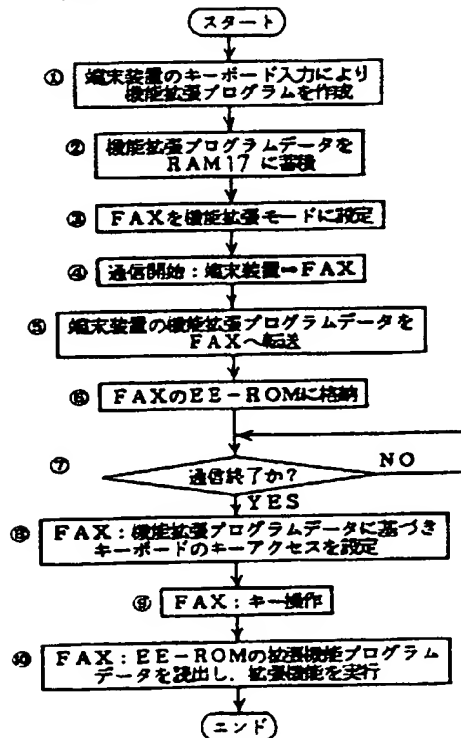 スタート
① 端末装置のキーボード入力により
機能拡張プログラムを作成
② 機能拡張プログラムデータを
RAM17に蓄積
③ FAXを機能拡張モードに設定
④ 通信開始:端末装置→FAX
⑤ 端末装置の機能拡張プログラムデータを
FAXへ転送
⑥ FAXのEE-ROMに格納
⑦ 通信終了か? NO
YES
⑧ FAX:機能拡張プログラムデータに基づき
キーボードのキーアクセスを設定
⑨ FAX:キー操作
⑩ FAX:EE-ROMの拡張機能プログラム
データを読出し,拡張機能を実行
エンド